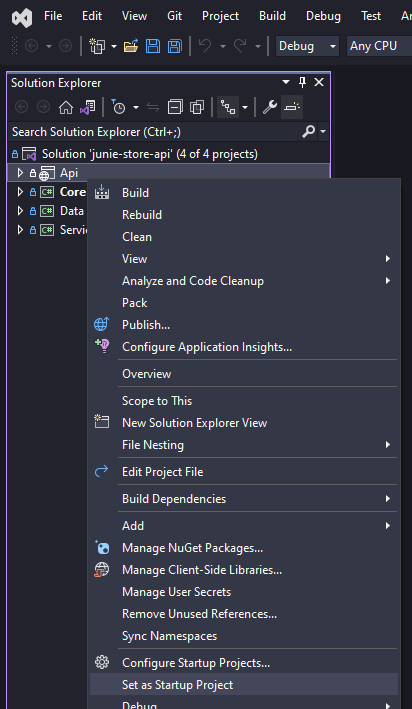 File Edit View Git Project Build Debug Test
Debug Any CPU
Solution Explorer
Search Solution Explorer (Ctrl+;)
Solution 'junie-store-api' (4 of 4 projects)
Api
Core
Data
Servi
Build
Rebuild
Clean
View
Analyze and Code Cleanup
Pack
Publish...
Configure Application Insights...
Overview
Scope to This
New Solution Explorer View
File Nesting
Edit Project File
Build Dependencies
Add
Manage NuGet Packages...
Manage Client-Side Libraries...
Manage User Secrets
Remove Unused References...
Sync Namespaces
Configure Startup Projects...
Set as Startup Project
Debug